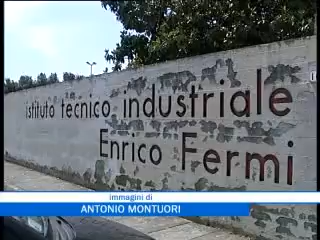 istituto tecnico industriale
Enrico Fermi
immagini di
ANTONIO MONTUORI